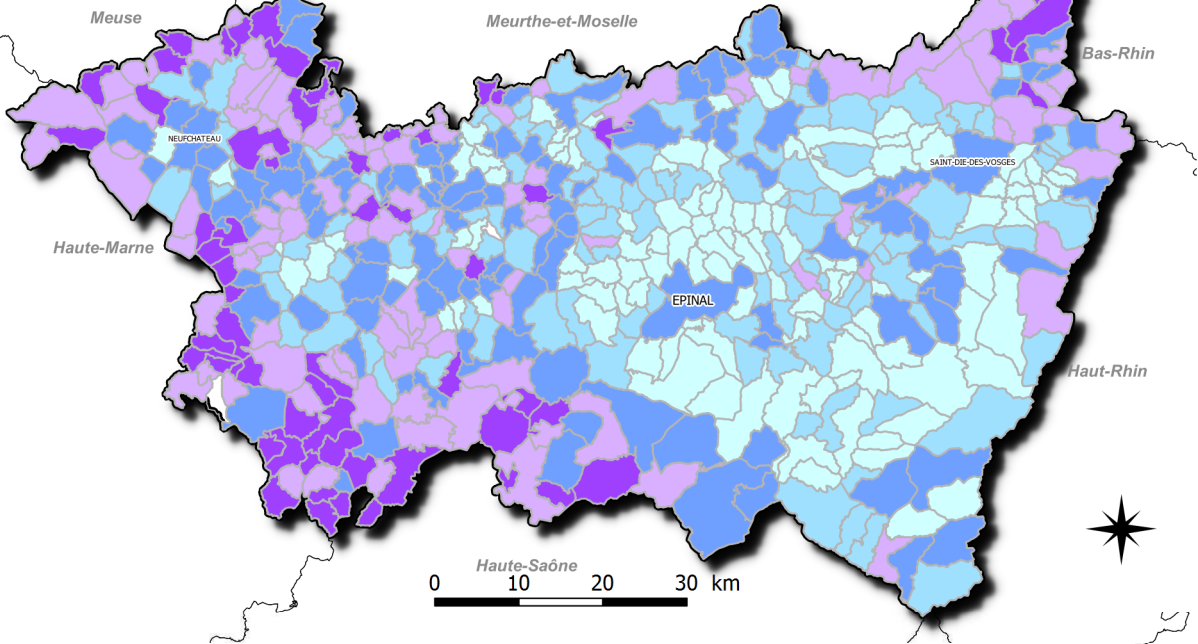 Meuse
Meurthe-et-Moselle
Bas-Rhin
NEUFCHATEAU
SAINT-DIE-DES-VOSGES
Haute-Marne
EPINAL
Haut-Rhin
Haute-Saône
0 10 20 30 km